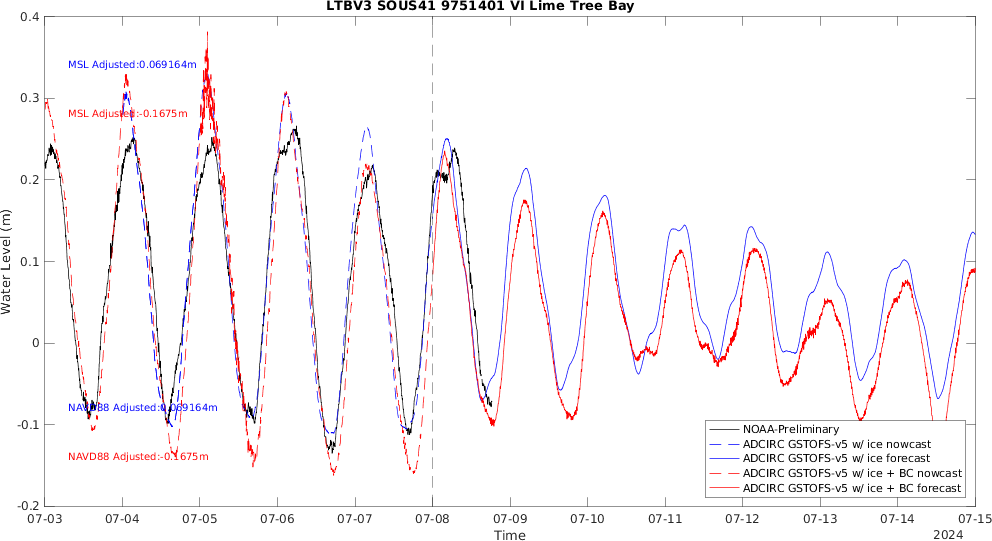 LTBV3 SOUS41 9751401 VI Lime Tree Bay
Water Level (m)
0.4
0.3
0.2
0.1
0
-0.1
-0.2
MSL Adjusted:0.069164m
MSL Adjusted:-0.1675m
NAVD88 Adjusted:0.069164m
NAVD88 Adjusted:-0.1675m
NOAA-Preliminary
ADCIRC GSTOFS-v5 w/ ice nowcast
ADCIRC GSTOFS-v5 w/ ice forecast
ADCIRC GSTOFS-v5 w/ ice + BC nowcast
ADCIRC GSTOFS-v5 w/ ice + BC forecast
07-03 07-04 07-05 07-06 07-07 07-08 07-09 07-10 07-11 07-12 07-13 07-14 07-15
Time
2024